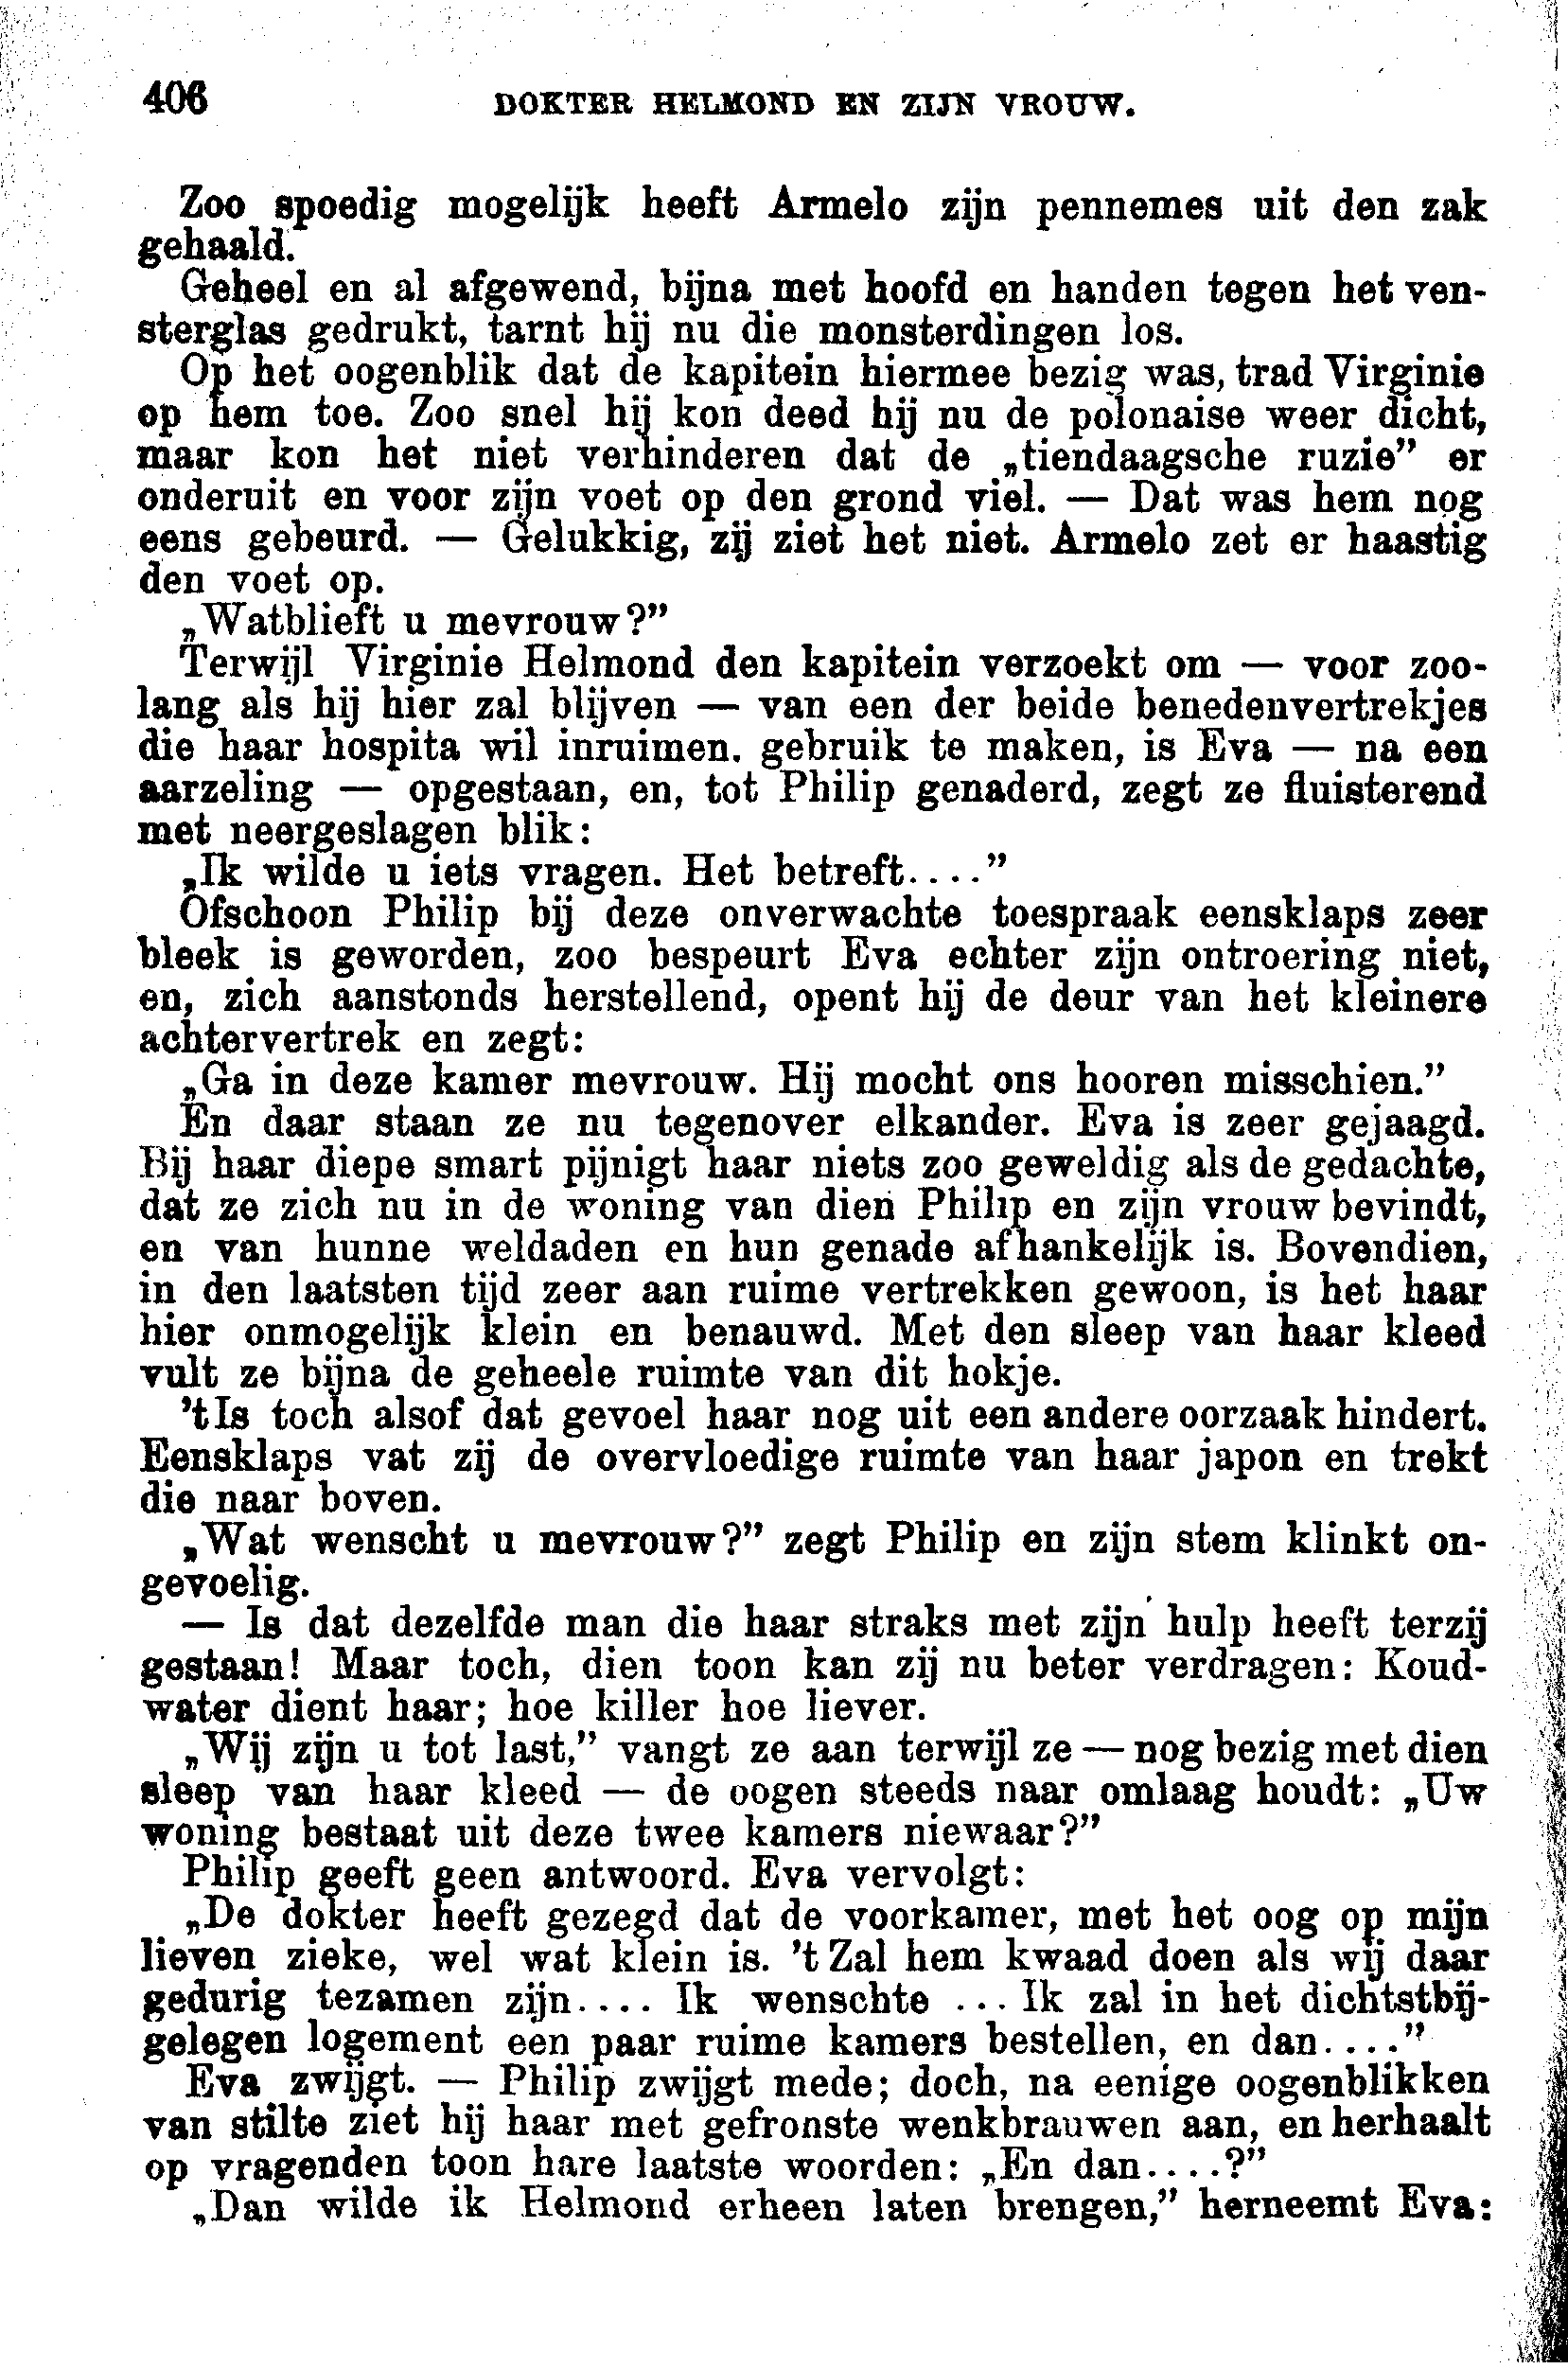 406 DOKTER HELMOND EN ZIJN VROUW.
Zoo spoedig mogelijk heeft Armelo zijn pennemes uit den zak
gehaald.
Geheel en al afgewend, bijna met hoofd en handen tegen het ven-
sterglas gedrukt, tarnt hij nu die monsterdingen los.
Op het oogenblik dat de kapitein hiermee bezig was, trad Virginie
op hem toe. Zoo snel hij kon deed hij nu de polonaise weer dicht,
maar kon het niet verhinderen dat de „tiendaagsche ruzie” er
onderuit en voor zijn voet op den grond viel. — Dat was hem nog
eens gebeurd. — Gelukkig, zij ziet het niet. Armelo zet er haastig
den voet op.
„Watblieft u mevrouw?”
Terwijl Virginie Helmond den kapitein verzoekt om — voor zoo-
lang als hij hier zal blijven — van een der beide benedenvertrekjes
die haar hospita wil inruimen. gebruik te maken, is Eva — na een
aarzeling — opgestaan, en, tot Philip genaderd, zegt ze fluisterend
met neergeslagen blik:
„Ik wilde u iets vragen. Het betreft....”
Ofschoon Philip bij deze onverwachte toespraak eensklaps zeer
bleek is geworden, zoo bespeurt Eva echter zijn ontroering niet,
en, zich aanstonds herstellend, opent hij de deur van het kleinere
achtervertrek en zegt:
„Ga in deze kamer mevrouw. Hij mocht ons hooren misschien.”
En daar staan ze nu tegenover elkander. Eva is zeer gejaagd.
Bij haar diepe smart pijnigt haar niets zoo geweldig als de gedachte,
dat ze zich nu in de woning van dien Philip en zijn vrouw bevindt,
en van hunne weldaden en hun genade afhankelijk is. Bovendien,
in den laatsten tijd zeer aan ruime vertrekken gewoon, is het haar
hier onmogelijk klein en benauwd. Met den sleep van haar kleed
vult ze bijna de geheele ruimte van dit hokje.
’t Is toch alsof dat gevoel haar nog uit een andere oorzaak hindert.
Eensklaps vat zij de overvloedige ruimte van haar japon en trekt
die naar boven.
„Wat wenscht u mevrouw?” zegt Philip en zijn stem klinkt on-
gevoelig.
— Is dat dezelfde man die haar straks met zijn hulp heeft terzij
gestaan! Maar toch, dien toon kan zij nu beter verdragen: Koud-
water dient haar; hoe killer hoe liever.
„Wij zijn u tot last,” vangt ze aan terwijl ze — nog bezig met dien
sleep van haar kleed — de oogen steeds naar omlaag houdt: „Uw
woning bestaat uit deze twee kamers niewaar?”
Philip geeft geen antwoord. Eva vervolgt:
„De dokter heeft gezegd dat de voorkamer, met het oog op mijn
lieven zieke, wel wat klein is. ’t Zal hem kwaad doen als wij daar
gedurig tezamen zijn.... Ik wenschte ... Ik zal in het dichtstbij-
gelegen logement een paar ruime kamers bestellen, en dan....”
Eva zwijgt. — Philip zwijgt mede; doch, na eenige oogenblikken
van stilte ziet hij haar met gefronste wenkbrauwen aan, en herhaalt
op vragenden toon hare laatste woorden: „En dan....?”
„Dan wilde ik Helmond erheen laten brengen,” herneemt Eva: